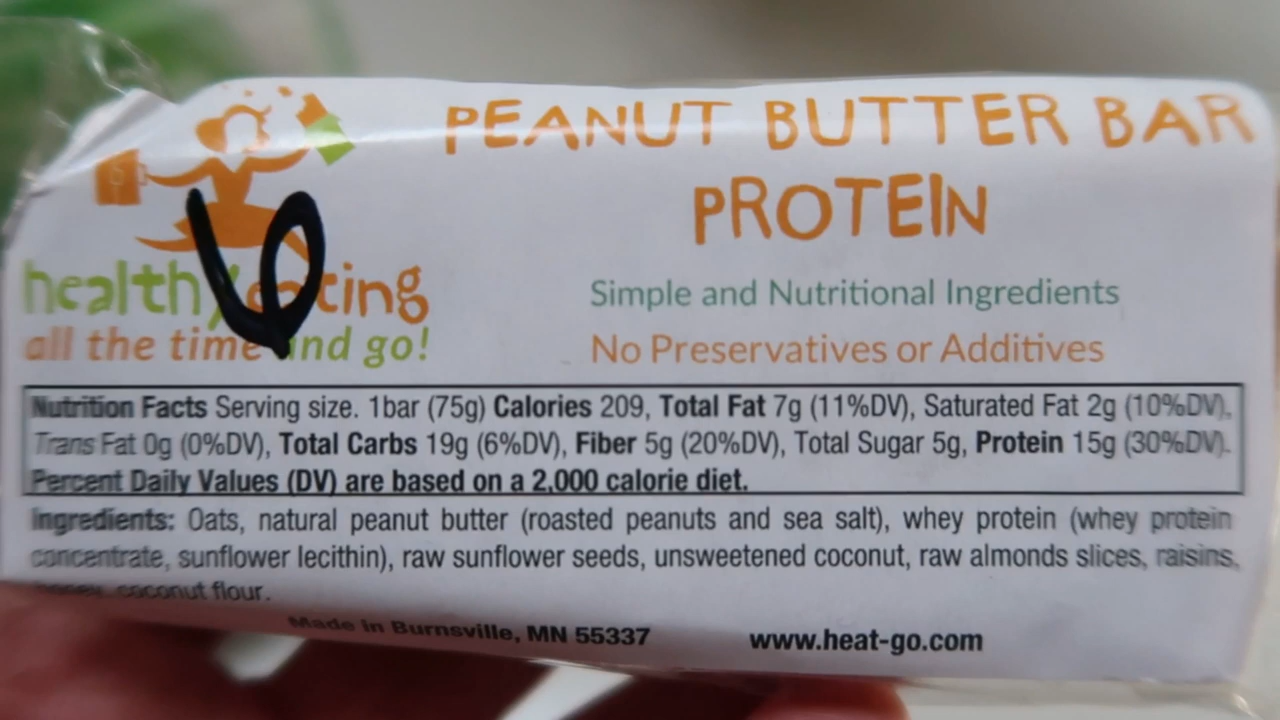 PEANUT BUTTER BAR
PROTEIN
healthy eating
all the time and go!
6
Simple and Nutritional Ingredients
No Preservatives or Additives
Nutrition Facts Serving size. 1bar (75g) Calories 209, Total Fat 7g (11%DV), Saturated Fat 2g (10%DV),
Trans Fat 0g (0%DV), Total Carbs 19g (6%DV), Fiber 5g (20%DV), Total Sugar 5g, Protein 15g (30%DV).
Percent Daily Values (DV) are based on a 2,000 calorie diet.
Ingredients: Oats, natural peanut butter (roasted peanuts and sea salt), whey protein (whey protein
concentrate, sunflower lecithin), raw sunflower seeds, unsweetened coconut, raw almonds slices, raisins,
honey, coconut flour.
Made in Burnsville, MN 55337 www.heat-go.com